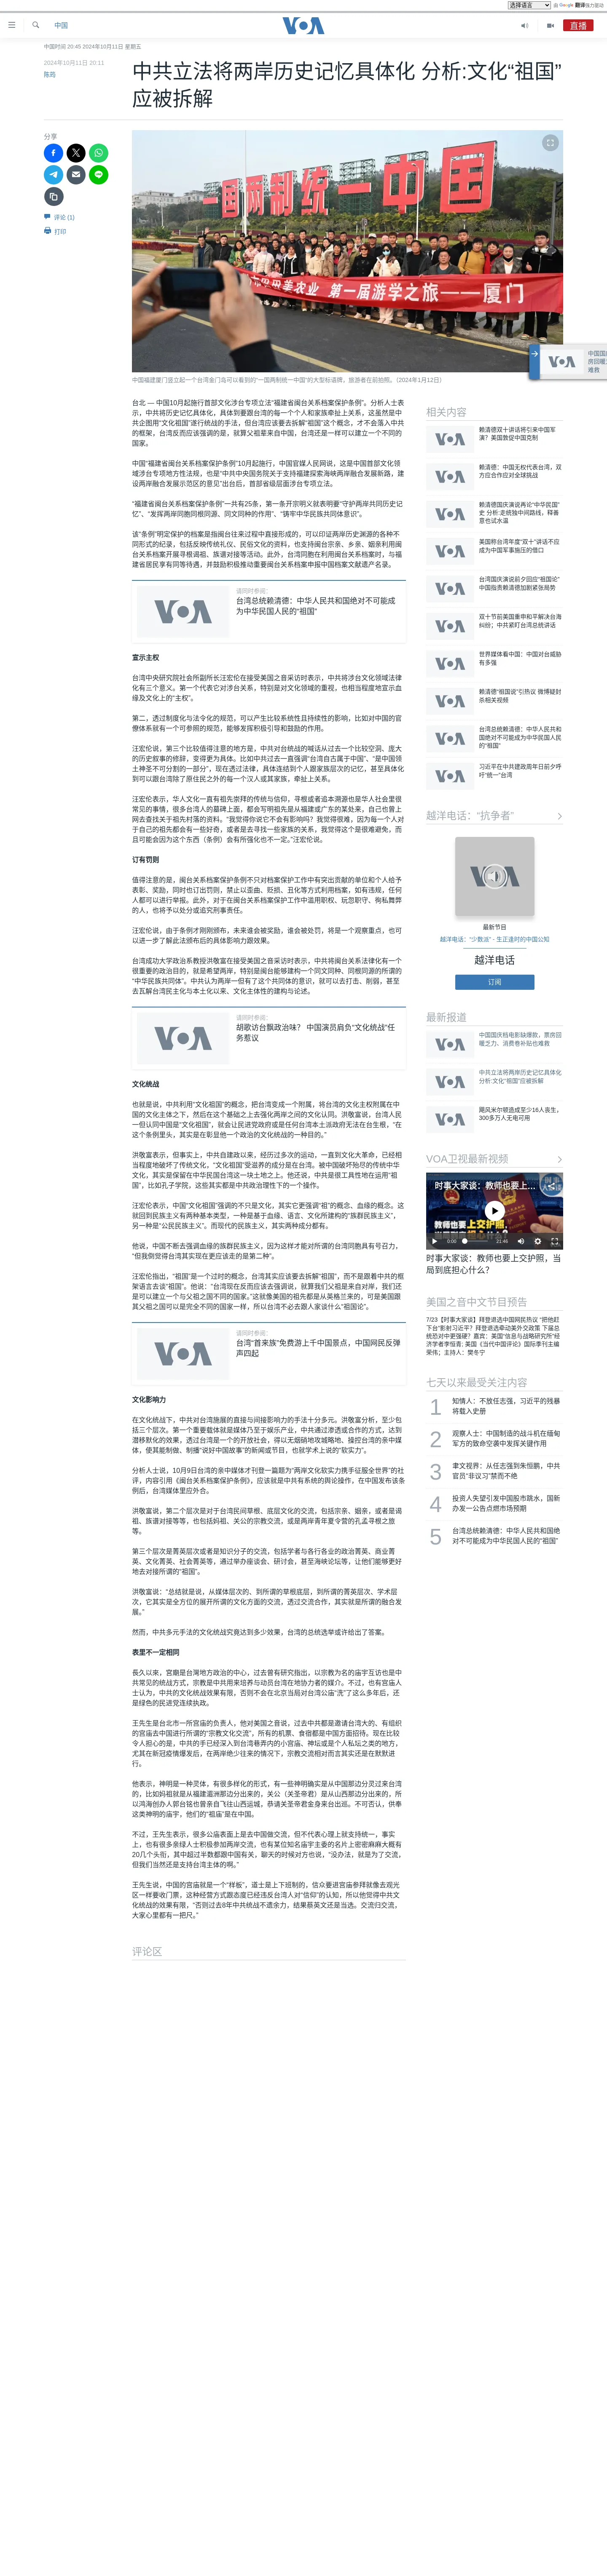 选择语言 由 Google 翻译强力驱动
中国
VOA
直播
中国时间 20:45 2024年10月11日 星期五
2024年10月11日 20:11
陈筠
中共立法将两岸历史记忆具体化 分析:文化“祖国”
应被拆解
分享
评论 (1)
打印
一国两制统一中国
田美农业 第一届游学之旅——厦门
中国福建厦门竖立起一个台湾金门岛可以看到的“一国两制统一中国”的大型标语牌，旅游者在前拍照。（2024年1月12日）
台北 — 中国10月起施行首部文化涉台专项立法“福建省闽台关系档案保护条例”。分析人士表
示，中共将历史记忆具体化，具体到要跟台湾的每一个个人和家族牵扯上关系，这虽然是中
共企图用“文化祖国”遂行统战的手法，但台湾应该要去拆解“祖国”这个概念，才不会落入中共
的框架，台湾反而应该强调的是，就算父祖辈来自中国，台湾还是一样可以建立一个不同的
国家。
中国“福建省闽台关系档案保护条例”10月起施行，中国官媒人民网说，这是中国首部文化领
域涉台专项地方性法规，也是“中共中央国务院关于支持福建探索海峡两岸融合发展新路，建
设两岸融合发展示范区的意见”出台后，首部省级层面涉台专项立法。
“福建省闽台关系档案保护条例”一共有25条，第一条开宗明义就表明要“守护两岸共同历史记
忆”、“发挥两岸同胞同根同源、同文同种的作用”、“铸牢中华民族共同体意识”。
该“条例”明定保护的档案是指闽台往来过程中直接形成的，可以印证两岸同根同源的各种不
同形式的纪录，包括反映传统礼仪、民俗文化的资料，也支持闽台宗亲、乡亲、姻亲利用闽
台关系档案开展寻根谒祖、族谱对接等活动。此外，台湾同胞在利用闽台关系档案时，与福
建省居民享有同等待遇，并鼓励积极推动重要闽台关系档案申报中国档案文献遗产名录。
请同时参阅：
台湾总统赖清德：中华人民共和国绝对不可能成
为中华民国人民的“祖国”
宣示主权
台湾中央研究院社会所副所长汪宏伦在接受美国之音采访时表示，中共将涉台文化领域法律
化有三个意义。第一个代表它对涉台关系，特别是对文化领域的重视，也相当程度地宣示血
缘及文化上的“主权”。
第二，透过制度化与法令化的规范，可以产生比较系统性且持续性的影响，比如对中国的官
僚体系就有一个可参照的规范，能够发挥积极引导和鼓励的作用。
汪宏伦说，第三个比较值得注意的地方是，中共对台统战的喊话从过去一个比较空洞、庞大
的历史叙事的修辞，变得更为具体。比如中共过去一直强调“台湾自古属于中国”、“是中国领
土神圣不可分割的一部分”，现在透过法律，具体连结到个人跟家族层次的记忆，甚至具体化
到可以跟台湾除了原住民之外的每一个汉人或其家族，牵扯上关系。
汪宏伦表示，华人文化一直有祖先崇拜的传统与信仰，寻根或者追本溯源也是华人社会里很
常见的事情，很多台湾人的墓碑上面，都会写明祖先是从福建或广东的某处来，自己也曾上
网去查找关于祖先村落的资料。“我觉得你说它不会有影响吗？我觉得很难，因为每一个人对
于自己的祖先都会有一些好奇，或者是去寻找一些家族的关系，我觉得这个是很难避免，而
且可能会因为这个东西（条例）会有所强化也不一定。”汪宏伦说。
订有罚则
值得注意的是，闽台关系档案保护条例不只对档案保护工作中有突出贡献的单位和个人给予
表彰、奖励，同时也订出罚则，禁止以歪曲、贬损、丑化等方式利用档案，如有违规，任何
人都可以进行举报。此外，对于在闽台关系档案保护工作中滥用职权、玩忽职守、徇私舞弊
的人，也将予以处分或追究刑事责任。
汪宏伦说，由于条例才刚刚颁布，未来谁会被奖励，谁会被处罚，将是一个观察重点，也可
以进一步了解此法颁布后的具体影响力跟效果。
台湾成功大学政治系教授洪敬富在接受美国之音采访时表示，中共将闽台关系法律化有一个
很重要的政治目的，就是希望两岸，特别是闽台能够建构一个同文同种、同根同源的所谓的
“中华民族共同体”。中共认为两岸一但有了这个共同体的意识，就可以去打击、削弱，甚至
去瓦解台湾民主化与本土化以来、文化主体性的建构与论述。
请同时参阅：
胡歌访台飘政治味？ 中国演员肩负“文化统战”任
务惹议
文化统战
也就是说，中共利用“文化祖国”的概念，把台湾变成一个附属，将台湾的文化主权附属在中
国的文化主体之下，然后在这个基础之上去强化两岸之间的文化认同。洪敬富说，台湾人民
一但认同中国是“文化祖国”，就会让民进党政府或是任何台湾本土派政府无法在台生根，“在
这个条例里头，其实是在彰显他一个政治的文化统战的一种目的。”
洪敬富表示，但事实上，中共自建政以来，经历过多次的运动，一直到文化大革命，已经相
当程度地破坏了传统文化，“文化祖国”受滋养的成分是在台湾。被中国破坏殆尽的传统中华
文化，其实是保留在中华民国台湾这一块土地之上。他还说，中共是很工具性地在运用“祖
国”，比如孔子学院，这些其实都是中共政治理性下的一个操作。
汪宏伦表示，中国“文化祖国”强调的不只是文化，其实它更强调“祖”的概念、血缘的概念。这
就回到民族主义有两种基本类型，一种是诉诸血缘、历史与文化，人类学所建构的“族群民族主义”，
另一种是“公民民族主义”。而现代的民族主义，其实两种成分都有。
他说，中国不断去强调血缘的族群民族主义，因为这样才能对所谓的台湾同胞具有号召力，
“但我倒觉得台湾其实现在更应该走的是第二种”。
汪宏伦指出，“祖国”是一个过时的概念，台湾其实应该要去拆解“祖国”，而不是跟着中共的框
架语言去谈“祖国”。他说：“台湾现在反而应该去强调说，就算我们父祖是来自对岸，我们还
是可以建立一个与父祖之国不同的国家。”这就像美国的祖先都是从英格兰来的，可是美国跟
其父祖之国可以是完全不同的国家一样，所以台湾不必去跟人家谈什么“祖国论”。
请同时参阅：
台湾“首来族”免费游上千中国景点，中国网民反弹
声四起
文化影响力
在文化统战下，中共对台湾施展的直接与间接影响力的手法十分多元。洪敬富分析，至少包
括三个层次。第一个重要载体就是媒体乃至于娱乐产业，中共通过渗透或合作的方式，达到
潜移默化的效果，透过台湾是一个的开放社会，得以无烟硝地攻城略地、操控台湾的亲中媒
体，使其能制做、制播“说好中国故事”的新闻或节目，也就学术上说的“软实力”。
分析人士说，10月9日台湾的亲中媒体才刊登一篇题为“两岸文化软实力携手征服全世界”的社
评，内容引用《闽台关系档案保护条例》，应该就是中共有系统的舆论操作，在中国发布该条
例后，台湾媒体里应外合。
洪敬富说，第二个层次是对于台湾民间草根、底层文化的交流，包括宗亲、姻亲，或者是谒
祖、族谱对接等等，也包括妈祖、关公的宗教交流，或是两岸青年夏令营的孔孟寻根之旅
等。
第三个层次是菁英层次或者是知识分子的交流，包括学者与各行各业的政治菁英、商业菁
英、文化菁英、社会菁英等，通过举办座谈会、研讨会，甚至海峡论坛等，让他们能够更好
地去对接所谓的“祖国”。
洪敬富说：“总结就是说，从媒体层次的、到所谓的草根底层，到所谓的菁英层次、学术层
次，它其实是全方位的展开所谓的文化方面的交流，透过交流合作，其实就是所谓的融合发
展。”
然而，中共多元手法的文化统战究竟达到多少效果，台湾的总统选举或许给出了答案。
表里不一定相同
长久以来，宫廟是台灣地方政治的中心，过去曾有研究指出，以宗教为名的庙宇互访也是中
共常见的统战方式，宗教是中共用来培养与动员台湾在地协力者的媒介。不过，也有宫庙人
士认为，中共的文化统战效果有限，否则不会在北京当局对台湾公庙“洗”了这么多年后，还
是绿色的民进党连续执政。
王先生是台北市一所宫庙的负责人，他对美国之音说，过去中共都是邀请台湾大的、有组织
的宫庙去中国进行所谓的“宗教文化交流”，所有的机票、食宿都是中国方面招待。现在比较
令人担心的是，中共的手已经深入到台湾巷弄内的小宫庙、神坛或是个人私坛之类的地方，
尤其在新冠疫情爆发后，在两岸绝少往来的情况下，宗教交流相对而言其实还是在默默进
行。
他表示，神明是一种灵体，有很多样化的形式，有一些神明确实是从中国那边分灵过来台湾
的，比如妈祖就是从福建湄洲那边分出来的，关公（关圣帝君）是从山西那边分出来的，所
以鸿海创办人郭台铭也曾亲自飞往山西运城，恭请关圣帝君金身来台出巡。不可否认，供奉
这类神明的庙宇，他们的“祖庙”是在中国。
不过，王先生表示，很多公庙表面上是去中国做交流，但不代表心理上就支持统一，事实
上，也有很多亲绿人士积极参加两岸交流，也有某位知名庙宇主委的名片上密密麻麻大概有
20几个头衔，其中超过半数都跟中国有关，聊天的时候对方也说，“没办法，就是为了交流，
但我们当然还是支持台湾主体的啊。”
王先生说，中国的宫庙就是一个“样板”，道士是上下班制的，信众要进宫庙参拜就像去观光
区一样要收门票，这种经营方式跟态度已经违反台湾人对“信仰”的认知，所以他觉得中共文
化统战的效果有限，“否则过去8年中共统战不遗余力，结果蔡英文还是当选。交流归交流，
大家心里都有一把尺。”
评论区
相关内容
赖清德双十讲话将引来中国军
演？美国敦促中国克制
赖清德：中国无权代表台湾，双
方应合作应对全球挑战
赖清德国庆演说再论“中华民国”
史 分析:走统独中间路线，释善
意也试水温
美国称台湾年度“双十”讲话不应
成为中国军事施压的借口
台湾国庆演说前夕回应“祖国论”
中国指责赖清德加剧紧张局势
双十节前美国重申和平解决台海
纠纷；中共紧盯台湾总统讲话
世界媒体看中国：中国对台威胁
有多强
赖清德“祖国说”引热议 微博疑封
杀相关视频
台湾总统赖清德：中华人民共和
国绝对不可能成为中华民国人民
的“祖国”
习近平在中共建政周年日前夕呼
吁“统一”台湾
越洋电话：“抗争者”
最新节目
越洋电话：“少数派” - 生正逢时的中国公知
越洋电话
订阅
最新报道
中国国庆档电影缺爆款，票房回
暖乏力、消费卷补贴也难救
中共立法将两岸历史记忆具体化
分析:文化“祖国”应被拆解
飓风米尔顿造成至少16人丧生，
300多万人无电可用
VOA卫视最新视频
时事大家谈：教师也要上…
教师也要上交护照
0:00 21:46
时事大家谈：教师也要上交护照，当
局到底担心什么？
美国之音中文节目预告
7/23【时事大家谈】拜登退选中国网民热议 “把他赶
下台”影射习近平？拜登退选牵动美外交政策 下届总
统恐对中更强硬？嘉宾：美国“信息与战略研究所”经
济学者李恒青; 美国《当代中国评论》国际季刊主编
荣伟；主持人：樊冬宁
七天以来最受关注内容
1 知情人：不放任志强，习近平的残暴
将载入史册
2 观察人士：中国制造的战斗机在缅甸
军方的致命空袭中发挥关键作用
3 聿文视界：从任志强到朱恒鹏，中共
官员“非议习”禁而不绝
4 投资人失望引发中国股市跳水，国新
办发一公告点燃市场预期
5 台湾总统赖清德：中华人民共和国绝
对不可能成为中华民国人民的“祖国”